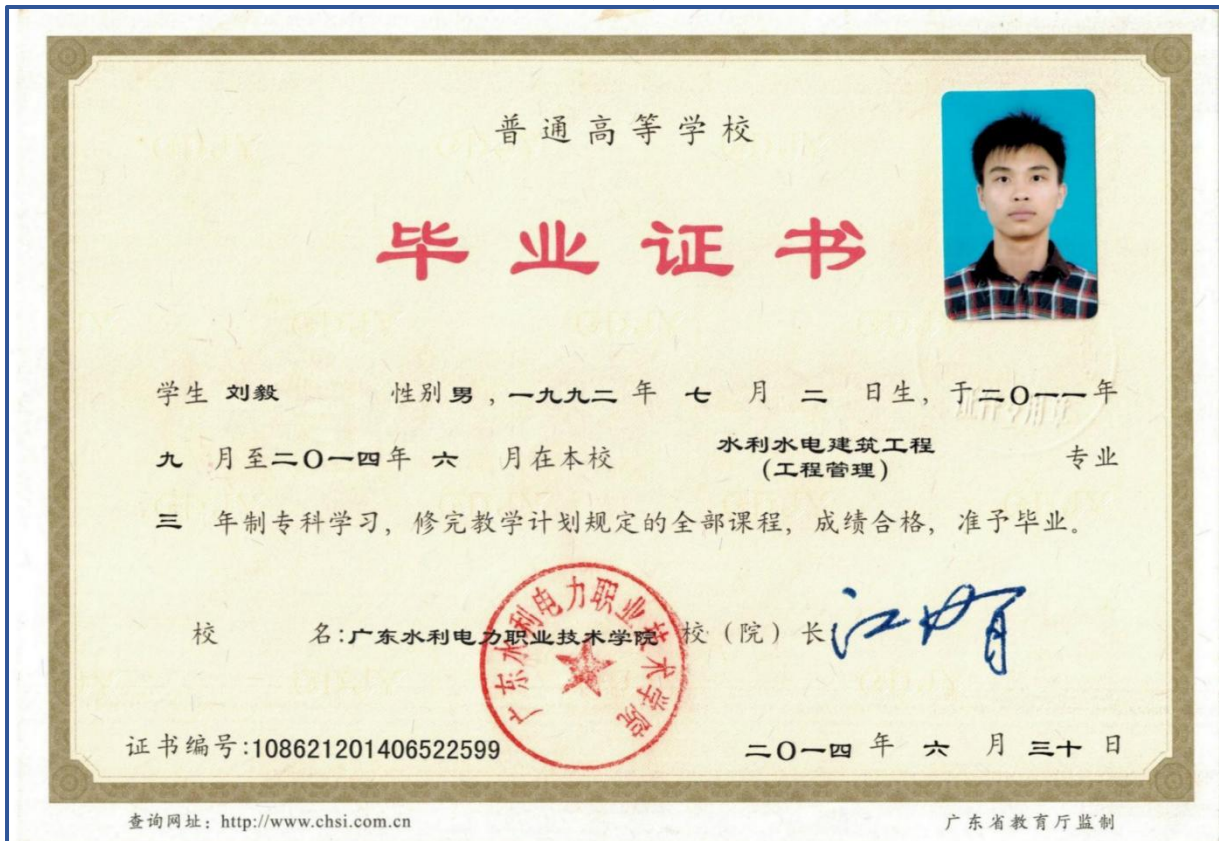 普通高等学校
毕业证书
学生 刘毅 性别 男 , 一九九二 年 七 月 二 日生, 于二〇一一年
九 月至二〇一四年 六 月在本校 水利水电建筑工程 (工程管理) 专业
三 年制专科学习, 修完教学计划规定的全部课程, 成绩合格, 准予毕业。
校 名:广东水利电力职业技术学院 校(院)长
广东水利电力职业技术学院
证书编号:108621201406522599 二〇一四 年 六 月 三十 日
查询网址: http://www.chsi.com.cn 广东省教育厅监制